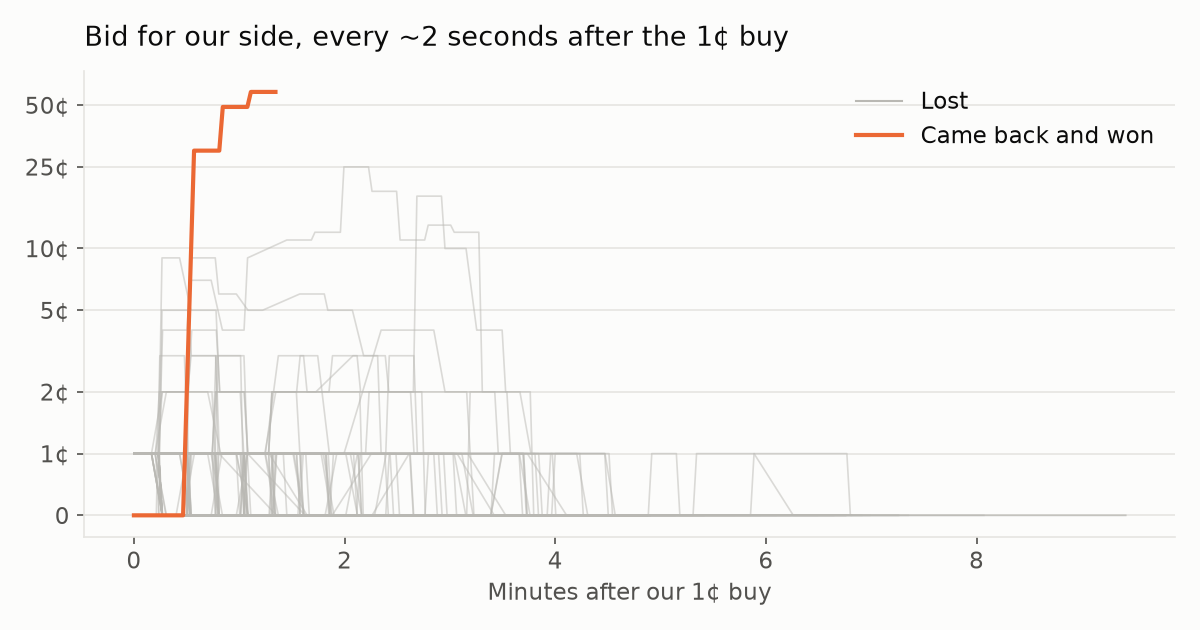 Bid for our side, every ~2 seconds after the 1¢ buy
50¢
25¢
10¢
5¢
2¢
1¢
0
Lost
Came back and won
0 2 4 6 8
Minutes after our 1¢ buy